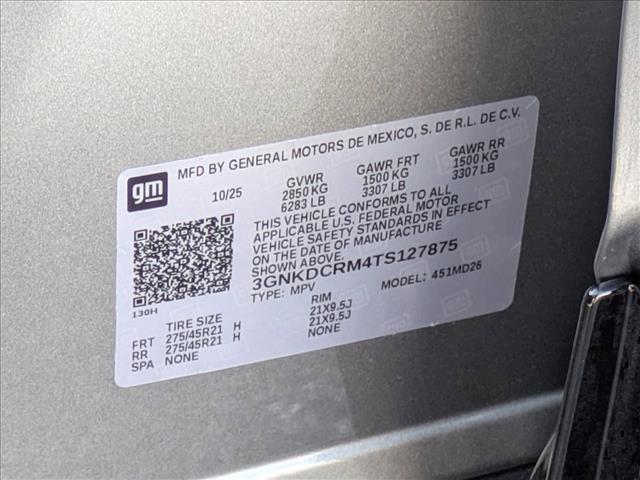 MFD BY GENERAL MOTORS DE MEXICO, S. DE R.L. DE C.V.
gm
10/25 GVWR GAWR FRT GAWR RR
2850 KG 1500 KG 1500 KG
6283 LB 3307 LB 3307 LB
THIS VEHICLE CONFORMS TO ALL
APPLICABLE U.S. FEDERAL MOTOR
VEHICLE SAFETY STANDARDS IN EFFECT
ON THE DATE OF MANUFACTURE
SHOWN ABOVE.
3GNKDCRM4TS127875
TYPE: MPV MODEL: 451MD26
130H
TIRE SIZE RIM
FRT 275/45R21 H 21X9.5J
RR 275/45R21 H 21X9.5J
SPA NONE NONE